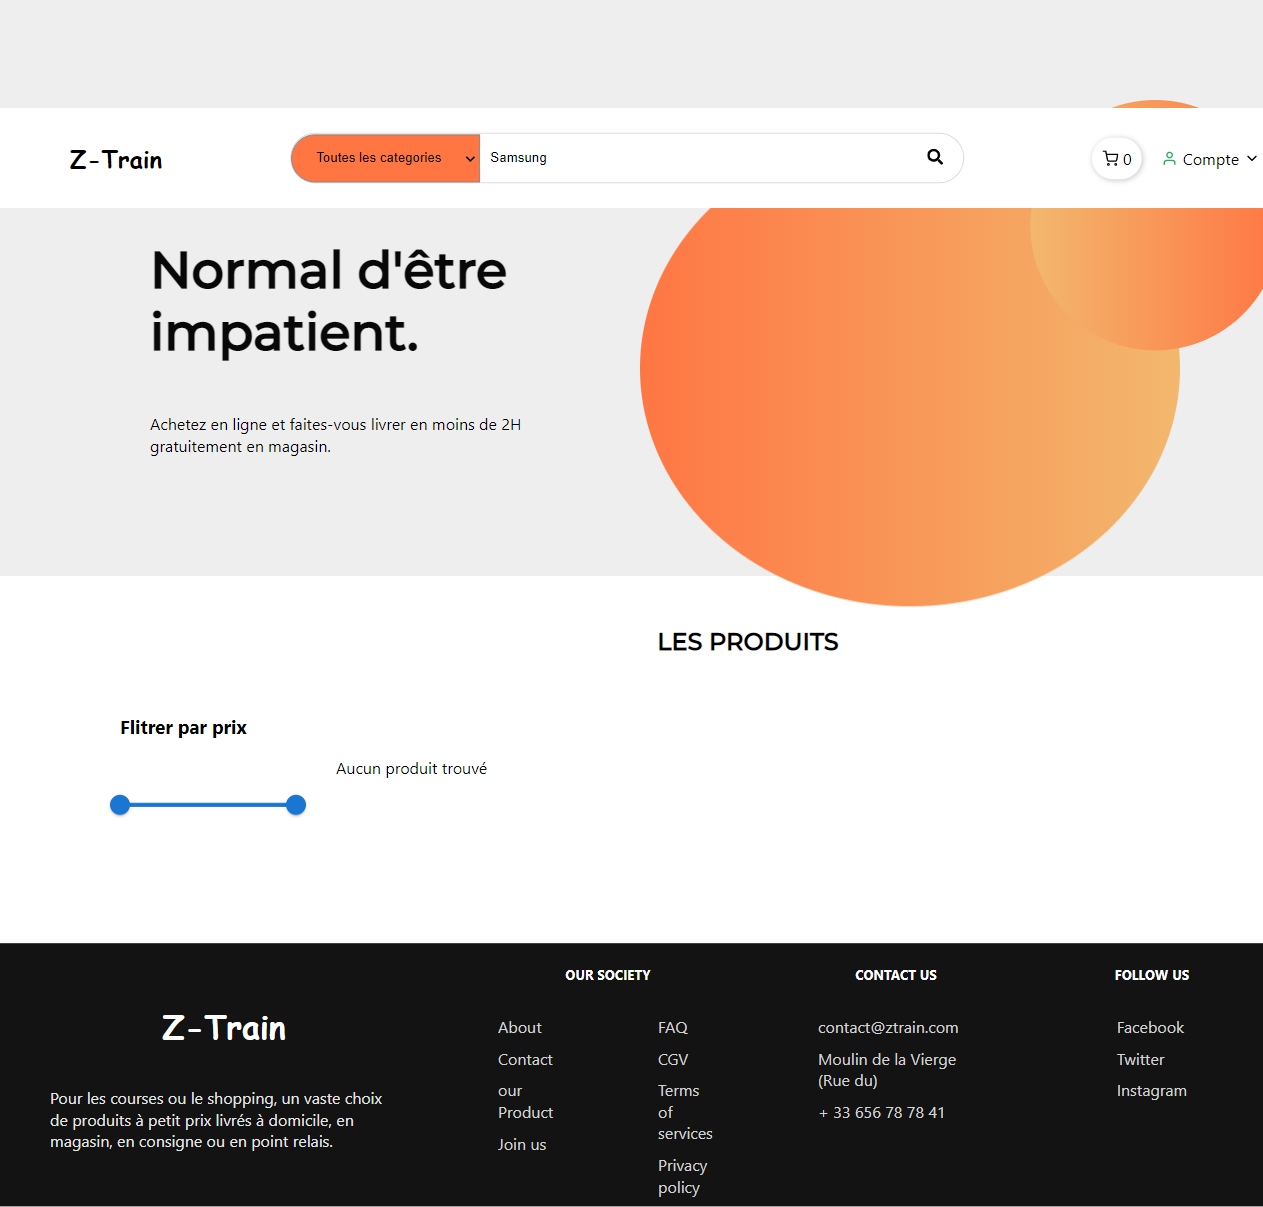 Z-Train
Toutes les categories
Samsung
0
Compte
Normal d'être
impatient.
Achetez en ligne et faites-vous livrer en moins de 2H
gratuitement en magasin.
LES PRODUITS
Flitrer par prix
Aucun produit trouvé
Z-Train
Pour les courses ou le shopping, un vaste choix
de produits à petit prix livrés à domicile, en
magasin, en consigne ou en point relais.
OUR SOCIETY
About
Contact
our
Product
Join us
FAQ
CGV
Terms
of
services
Privacy
policy
CONTACT US
contact@ztrain.com
Moulin de la Vierge
(Rue du)
+ 33 656 78 78 41
FOLLOW US
Facebook
Twitter
Instagram